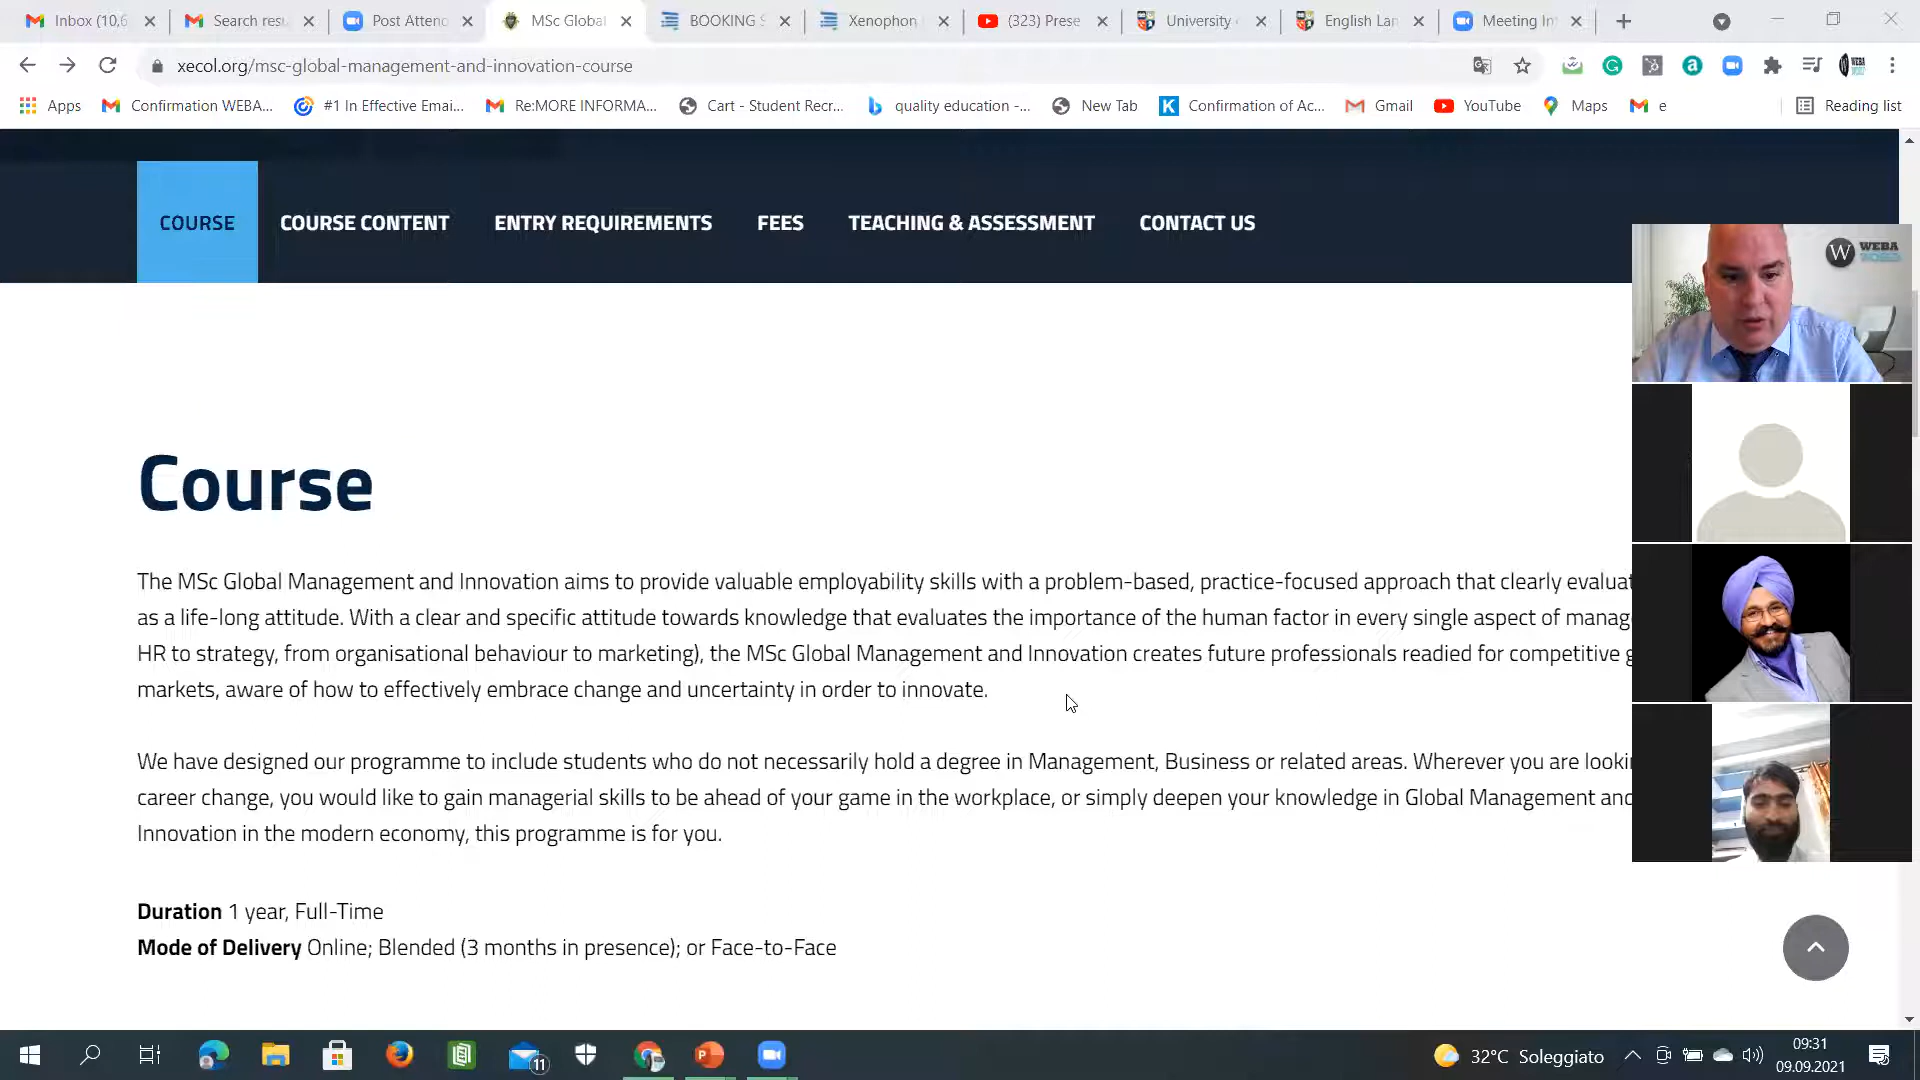 Inbox (10,6
Search resu
Post Atteno
MSc Global
BOOKING S
Xenophon
(323) Prese
University
English Lan
Meeting In
xecol.org/msc-global-management-and-innovation-course
Apps
Confirmation WEBA...
#1 In Effective Emai...
Re:MORE INFORMA...
Cart - Student Recr...
quality education -...
New Tab
Confirmation of Ac...
Gmail
YouTube
Maps
e
Reading list
COURSE
COURSE CONTENT
ENTRY REQUIREMENTS
FEES
TEACHING & ASSESSMENT
CONTACT US
W WEBA
WORLD
Course
The MSc Global Management and Innovation aims to provide valuable employability skills with a problem-based, practice-focused approach that clearly evaluat
as a life-long attitude. With a clear and specific attitude towards knowledge that evaluates the importance of the human factor in every single aspect of manag
HR to strategy, from organisational behaviour to marketing), the MSc Global Management and Innovation creates future professionals readied for competitive g
markets, aware of how to effectively embrace change and uncertainty in order to innovate.
We have designed our programme to include students who do not necessarily hold a degree in Management, Business or related areas. Wherever you are looki
career change, you would like to gain managerial skills to be ahead of your game in the workplace, or simply deepen your knowledge in Global Management and
Innovation in the modern economy, this programme is for you.
Duration 1 year, Full-Time
Mode of Delivery Online; Blended (3 months in presence); or Face-to-Face
11
32°C Soleggiato
09:31
09.09.2021